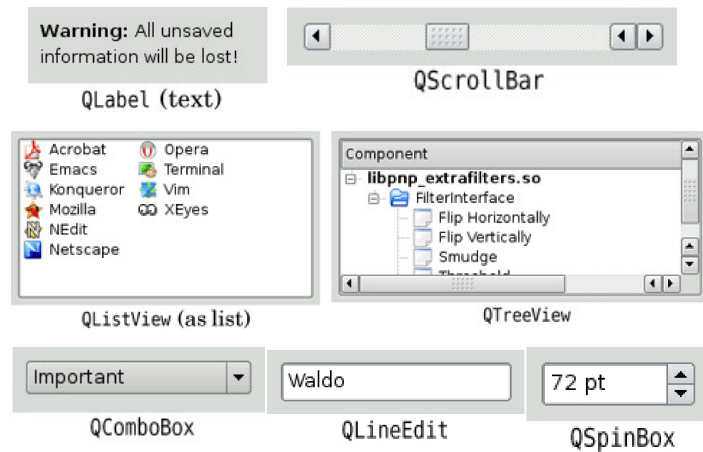 Warning: All unsaved
information will be lost!
QLabel (text)
QScrollBar
Acrobat
Emacs
Konqueror
Mozilla
NEdit
Netscape
Opera
Terminal
Vim
XEyes
QListView (as list)
Component
libpnp_extrafilters.so
FilterInterface
Flip Horizontally
Flip Vertically
Smudge
Threshold
QTreeView
Important
QComboBox
Waldo
QLineEdit
72 pt
QSpinBox